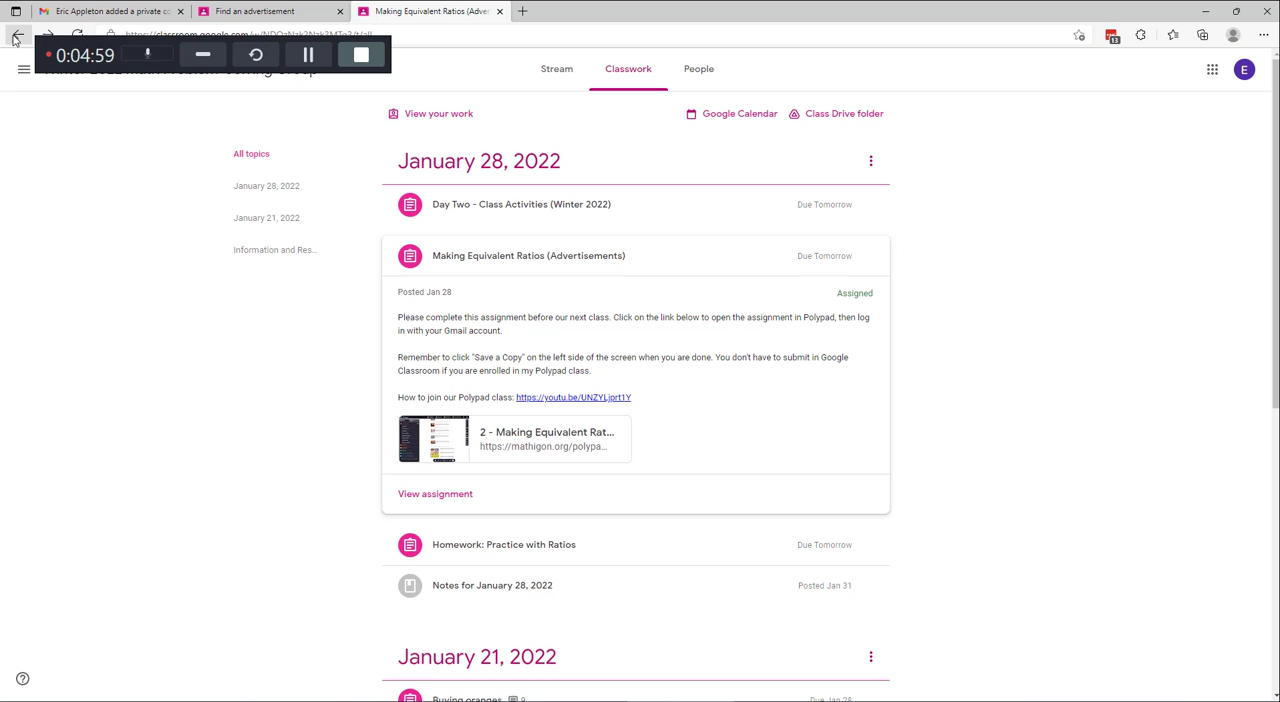 Eric Appleton added a private co
Find an advertisement
Making Equivalent Ratios (Adver
0:04:59
13
Stream
Classwork
People
E
View your work
Google Calendar
Class Drive folder
All topics
January 28, 2022
January 21, 2022
Information and Res...
January 28, 2022
Day Two - Class Activities (Winter 2022)
Due Tomorrow
Making Equivalent Ratios (Advertisements)
Due Tomorrow
Posted Jan 28
Assigned
Please complete this assignment before our next class. Click on the link below to open the assignment in Polypad, then log
in with your Gmail account.
Remember to click "Save a Copy" on the left side of the screen when you are done. You don't have to submit in Google
Classroom if you are enrolled in my Polypad class.
How to join our Polypad class: https://youtu.be/UNZYLjprt1Y
2 - Making Equivalent Rat...
https://mathigon.org/polypa...
View assignment
Homework: Practice with Ratios
Due Tomorrow
Notes for January 28, 2022
Posted Jan 31
January 21, 2022
Buying oranges
9
Due Jan 28